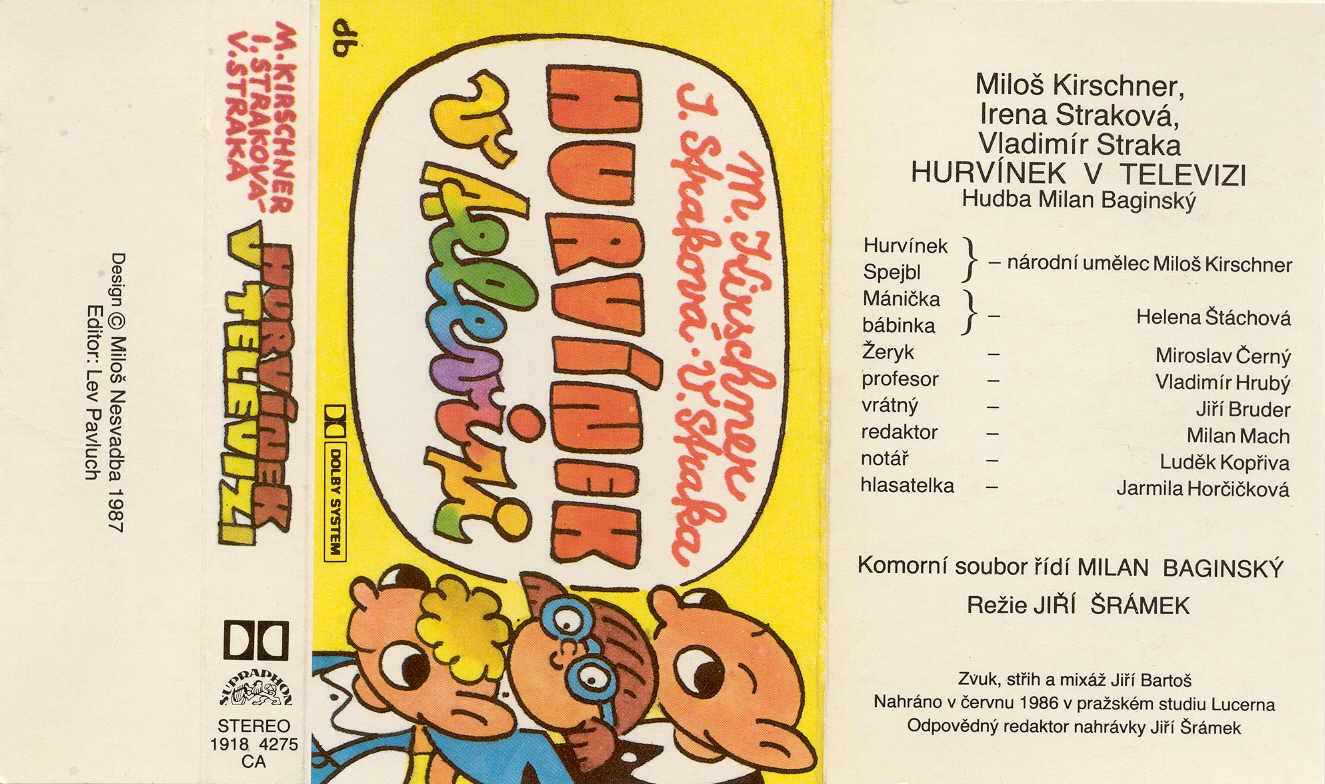 Design © Miloš Nesvadba 1987
Editor: Lev Pavluch
M. KIRSCHNER
I. STRAKOVÁ –
V. STRAKA
HURVÍNEK
V TELEVIZI
SUPRAPHON
STEREO
1918 4275
CA
db
M. Kirschner
I. Straková. V. Straka
HURVÍNEK
v televizi
DOLBY SYSTEM
Miloš Kirschner,
Irena Straková,
Vladimír Straka
HURVÍNEK V TELEVIZI
Hudba Milan Baginský
Hurvínek
Spejbl } – národní umělec Miloš Kirschner
Mánička
bábinka } – Helena Štáchová
Žeryk – Miroslav Černý
profesor – Vladimír Hrubý
vrátný – Jiří Bruder
redaktor – Milan Mach
notář – Luděk Kopřiva
hlasatelka – Jarmila Horčičková
Komorní soubor řídí MILAN BAGINSKÝ
Režie JIŘÍ ŠRÁMEK
Zvuk, střih a mixáž Jiří Bartoš
Nahráno v červnu 1986 v pražském studiu Lucerna
Odpovědný redaktor nahrávky Jiří Šrámek